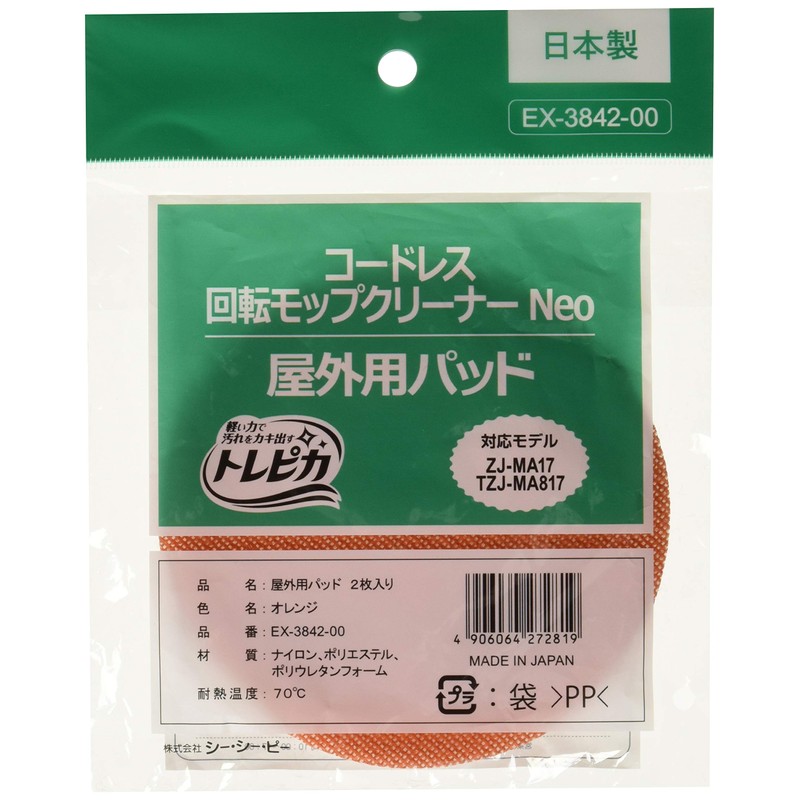 日本製
EX-3842-00
コードレス
回転モップクリーナー Neo
屋外用パッド
軽い力で
汚れをカキ出す
トレピカ
対応モデル
ZJ-MA17
TZJ-MA817
品名：屋外用パッド 2枚入り
色名：オレンジ
品番：EX-3842-00
材質：ナイロン、ポリエステル、
ポリウレタンフォーム
耐熱温度：70℃
4 906064 272819
MADE IN JAPAN
プラ：袋 >PP<
株式会社 シー・シー・ピー